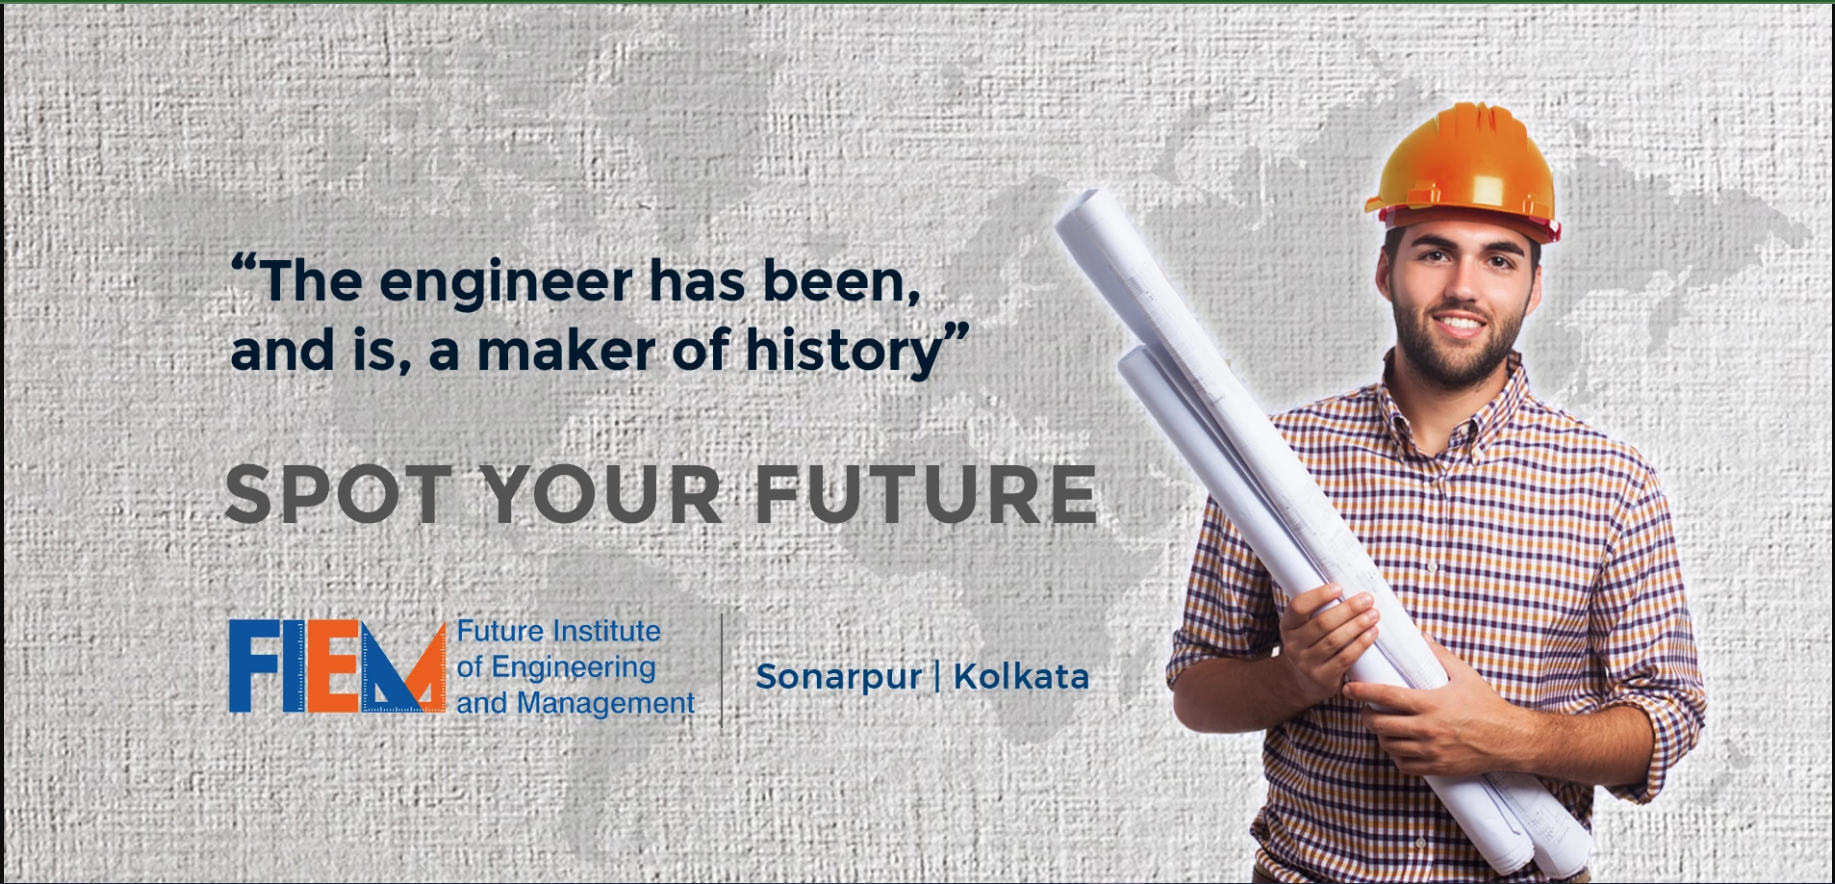 “The engineer has been,
and is, a maker of history”
SPOT YOUR FUTURE
FIEM
Future Institute
of Engineering
and Management
Sonarpur | Kolkata